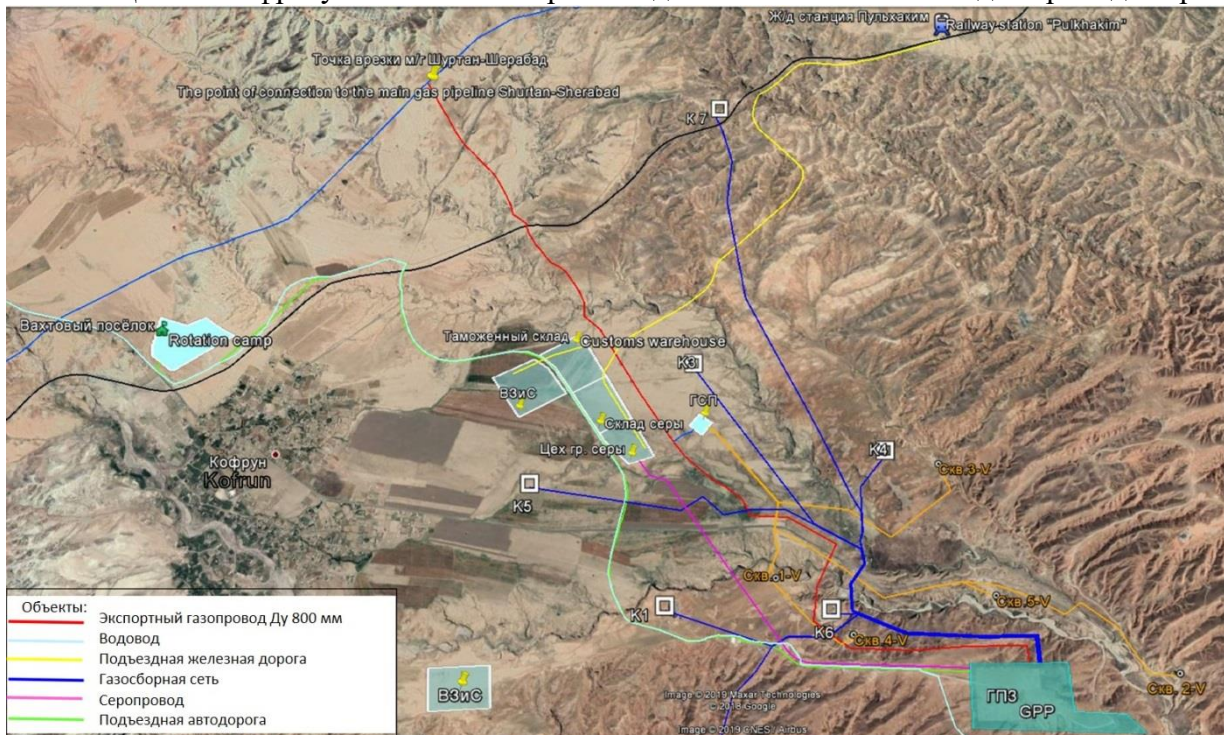 Ж/д станция Пульхаким
Railway station "Pulkhakim"
Точка врезки м/г Шуртан-Шерабад
The point of connection to the main gas pipeline Shurtan-Sherabad
К 7
Вахтовый посёлок
Rotation camp
Таможенный склад
Customs warehouse
К3
ВЗиС
ГСП
Склад серы
Цех гр. серы
К4
Кофрун
Kofrun
Скв. 3-V
К5
Скв. 1-V
Скв. 5-V
К1
К6
Скв. 4-V
Скв. 2-V
ВЗиС
ГПЗ
GPP
Image © 2019 Maxar Technologies
© 2018 Google
Image © 2019 CNES / Airbus
Объекты:
Экспортный газопровод Ду 800 мм
Водовод
Подъездная железная дорога
Газосборная сеть
Серопровод
Подъездная автодорога